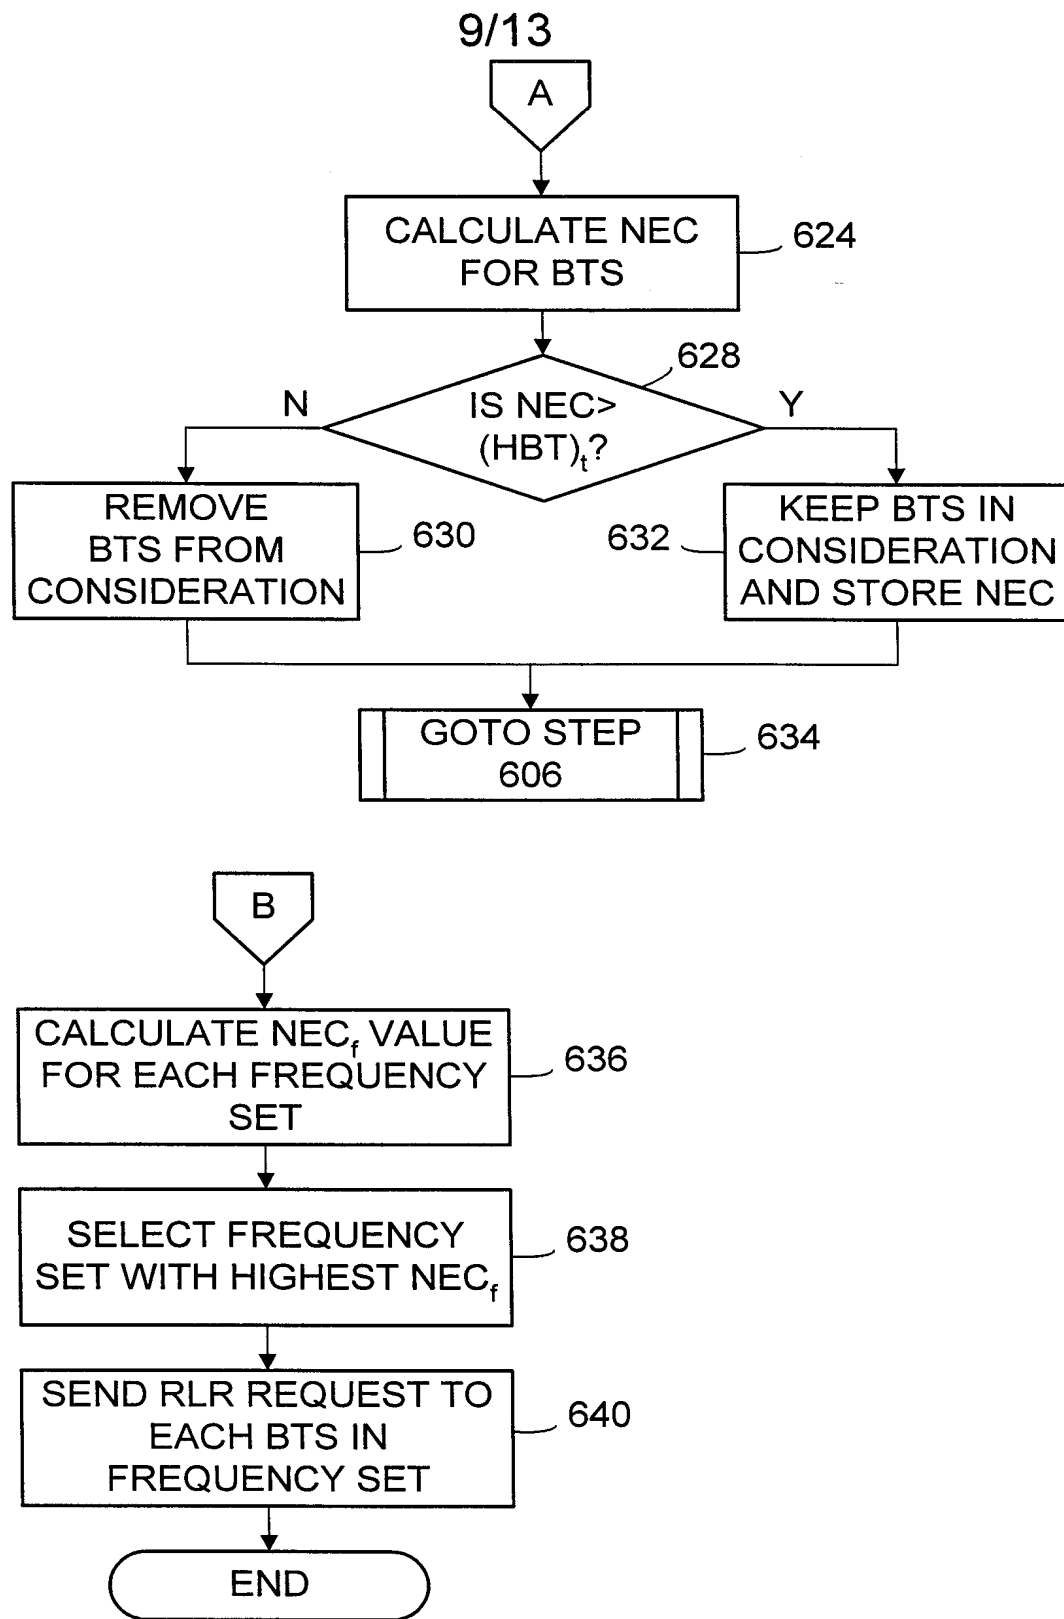 9/13
A
CALCULATE NEC
FOR BTS
624
628
N
IS NEC>
(HBT)t?
Y
REMOVE
BTS FROM
CONSIDERATION
630
632
KEEP BTS IN
CONSIDERATION
AND STORE NEC
GOTO STEP
606
634
B
CALCULATE NECf VALUE
FOR EACH FREQUENCY
SET
636
SELECT FREQUENCY
SET WITH HIGHEST NECf
638
SEND RLR REQUEST TO
EACH BTS IN
FREQUENCY SET
640
END